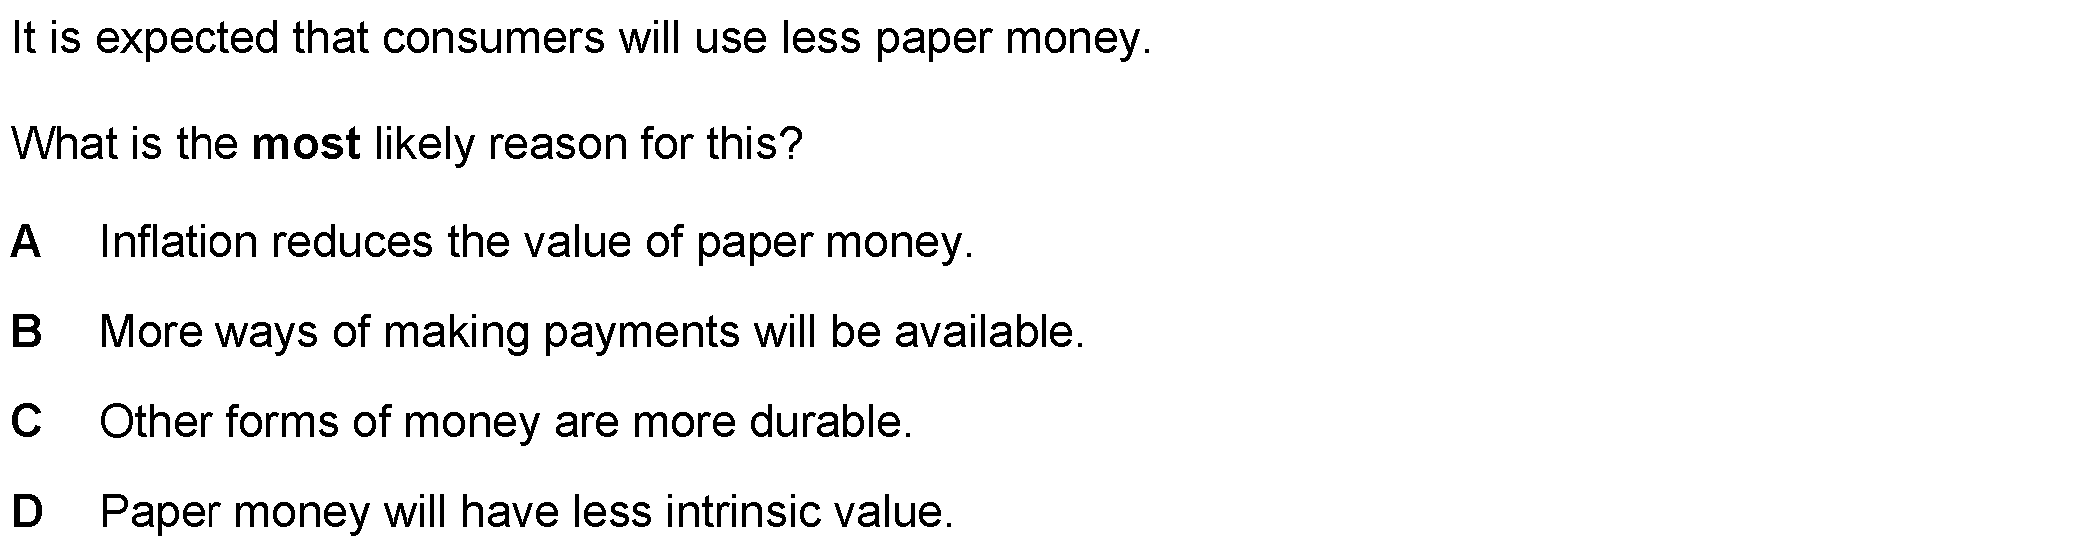 It is expected that consumers will use less paper money.
What is the most likely reason for this?
A Inflation reduces the value of paper money.
B More ways of making payments will be available.
C Other forms of money are more durable.
D Paper money will have less intrinsic value.